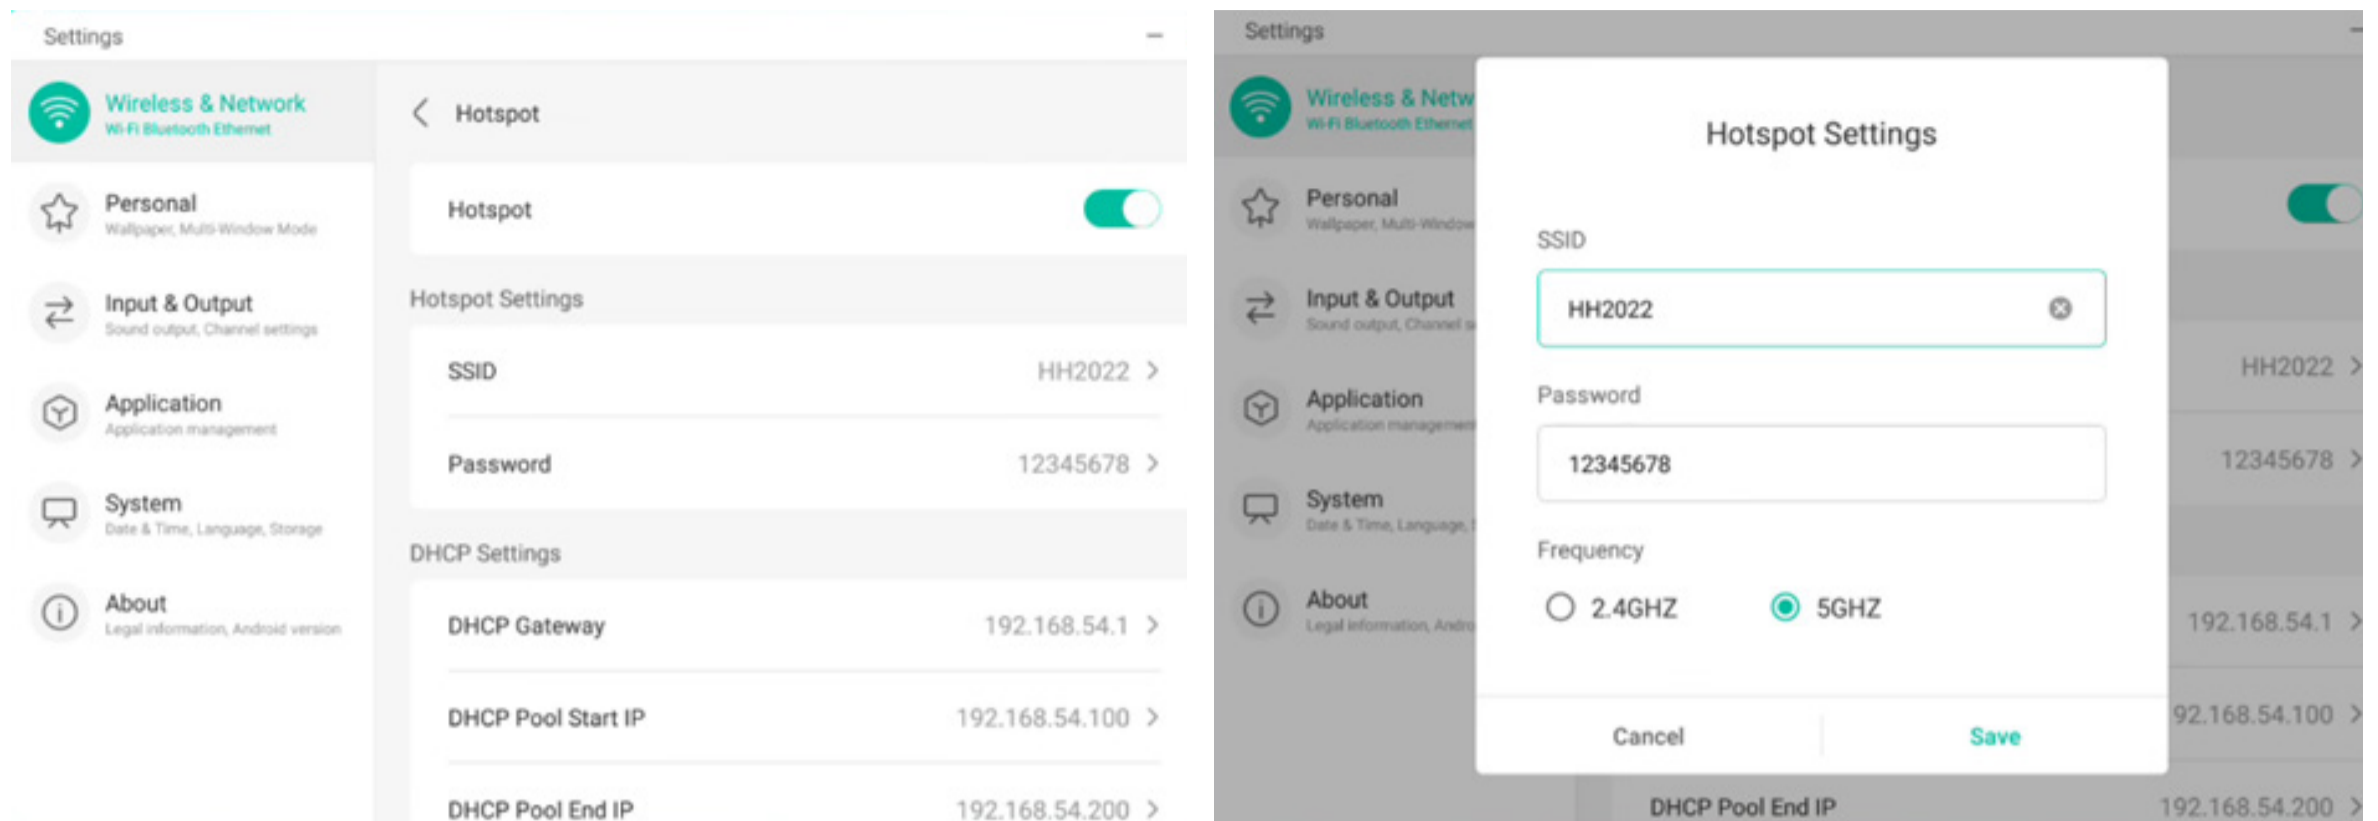 Settings
Wireless & Network
Wi-Fi Bluetooth Ethernet
Personal
Wallpaper, Multi-Window Mode
Input & Output
Sound output, Channel settings
Application
Application management
System
Date & Time, Language, Storage
About
Legal information, Android version
Hotspot
Hotspot
Hotspot Settings
SSID HH2022
Password 12345678
DHCP Settings
DHCP Gateway 192.168.54.1
DHCP Pool Start IP 192.168.54.100
DHCP Pool End IP 192.168.54.200
Settings
Wireless & Netw
Wi-Fi Bluetooth Ethernet
Personal
Wallpaper, Multi-Window
Input & Output
Sound output, Channel s
Application
Application management
System
Date & Time, Language,
About
Legal information, Andro
Hotspot Settings
SSID
HH2022
Password
12345678
Frequency
2.4GHZ 5GHZ
Cancel Save
HH2022
12345678
192.168.54.1
92.168.54.100
DHCP Pool End IP 192.168.54.200